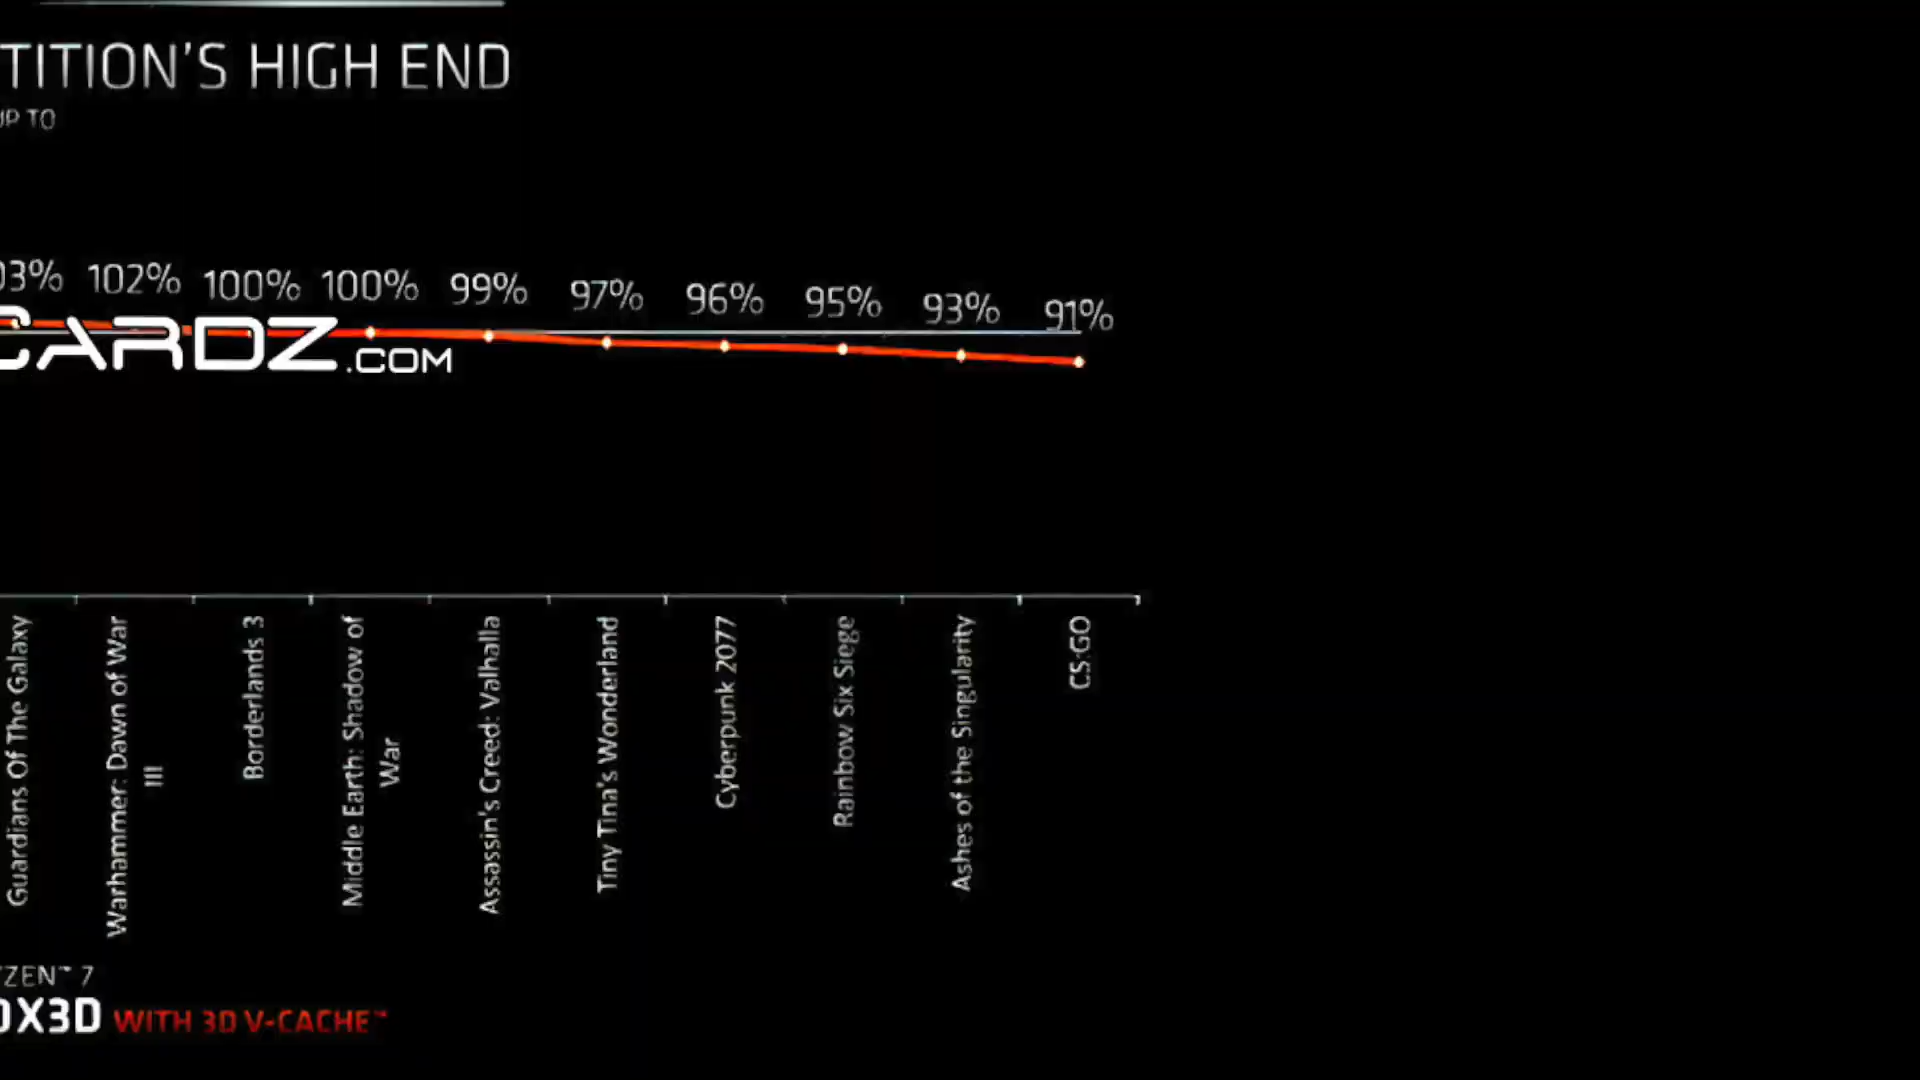 TITION'S HIGH END
UP TO
03% 102% 100% 100% 99% 97% 96% 95% 93% 91%
CARDZ.COM
Guardians Of The Galaxy
Warhammer: Dawn of War
III
Borderlands 3
Middle Earth: Shadow of
War
Assassin's Creed: Valhalla
Tiny Tina's Wonderland
Cyberpunk 2077
Rainbow Six Siege
Ashes of the Singularity
CS:GO
YZEN™ 7
0X3D WITH 3D V-CACHE™